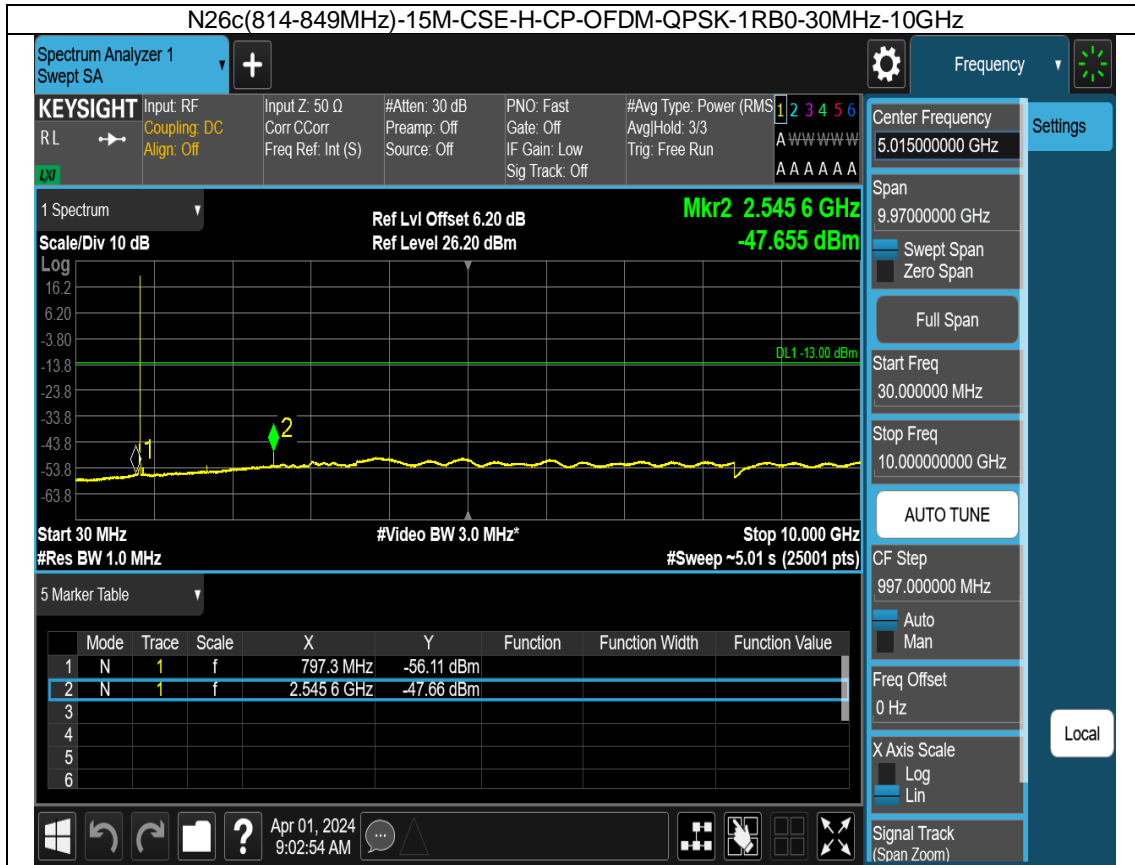 N26c(814-849MHz)-15M-CSE-H-CP-OFDM-QPSK-1RB0-30MHz-10GHz
Spectrum Analyzer 1
Swept SA
Frequency
KEYSIGHT
R L
LXI
Input: RF
Coupling: DC
Align: Off
Input Z: 50 Ω
Corr CCorr
Freq Ref: Int (S)
#Atten: 30 dB
Preamp: Off
Source: Off
PNO: Fast
Gate: Off
IF Gain: Low
Sig Track: Off
#Avg Type: Power (RMS
Avg|Hold: 3/3
Trig: Free Run
1 2 3 4 5 6
A W W W W W
A A A A A A
1 Spectrum
Scale/Div 10 dB
Ref Lvl Offset 6.20 dB
Ref Level 26.20 dBm
Mkr2 2.545 6 GHz
-47.655 dBm
Log
16.2
6.20
-3.80
-13.8
-23.8
-33.8
-43.8
-53.8
-63.8
DL1 -13.00 dBm
1
2
Start 30 MHz
#Video BW 3.0 MHz*
Stop 10.000 GHz
#Res BW 1.0 MHz
#Sweep ~5.01 s (25001 pts)
5 Marker Table
Mode Trace Scale X Y Function Function Width Function Value
1 N 1 f 797.3 MHz -56.11 dBm
2 N 1 f 2.545 6 GHz -47.66 dBm
3
4
5
6
Apr 01, 2024
9:02:54 AM
Center Frequency
5.015000000 GHz
Settings
Span
9.97000000 GHz
Swept Span
Zero Span
Full Span
Start Freq
30.000000 MHz
Stop Freq
10.000000000 GHz
AUTO TUNE
CF Step
997.000000 MHz
Auto
Man
Freq Offset
0 Hz
Local
X Axis Scale
Log
Lin
Signal Track
(Span Zoom)